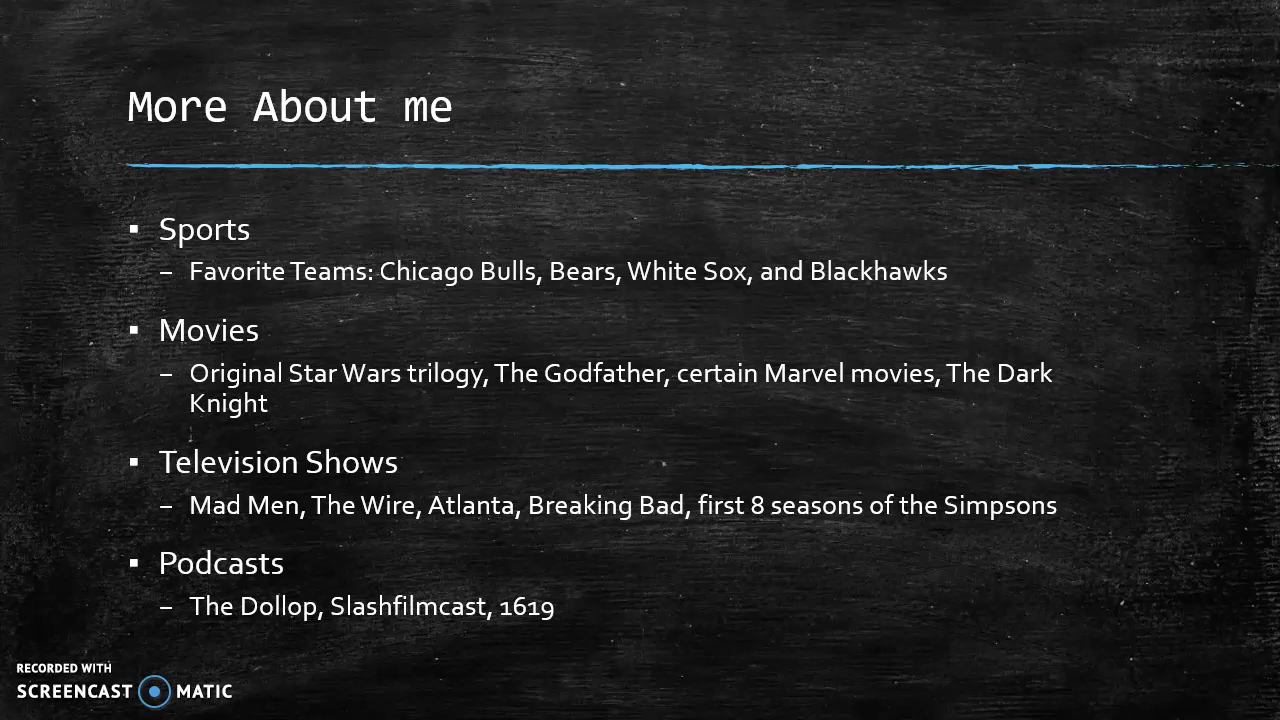 More About me
▪ Sports
– Favorite Teams: Chicago Bulls, Bears, White Sox, and Blackhawks
▪ Movies
– Original Star Wars trilogy, The Godfather, certain Marvel movies, The Dark
Knight
▪ Television Shows
– Mad Men, The Wire, Atlanta, Breaking Bad, first 8 seasons of the Simpsons
▪ Podcasts
– The Dollop, Slashfilmcast, 1619
RECORDED WITH
SCREENCAST MATIC